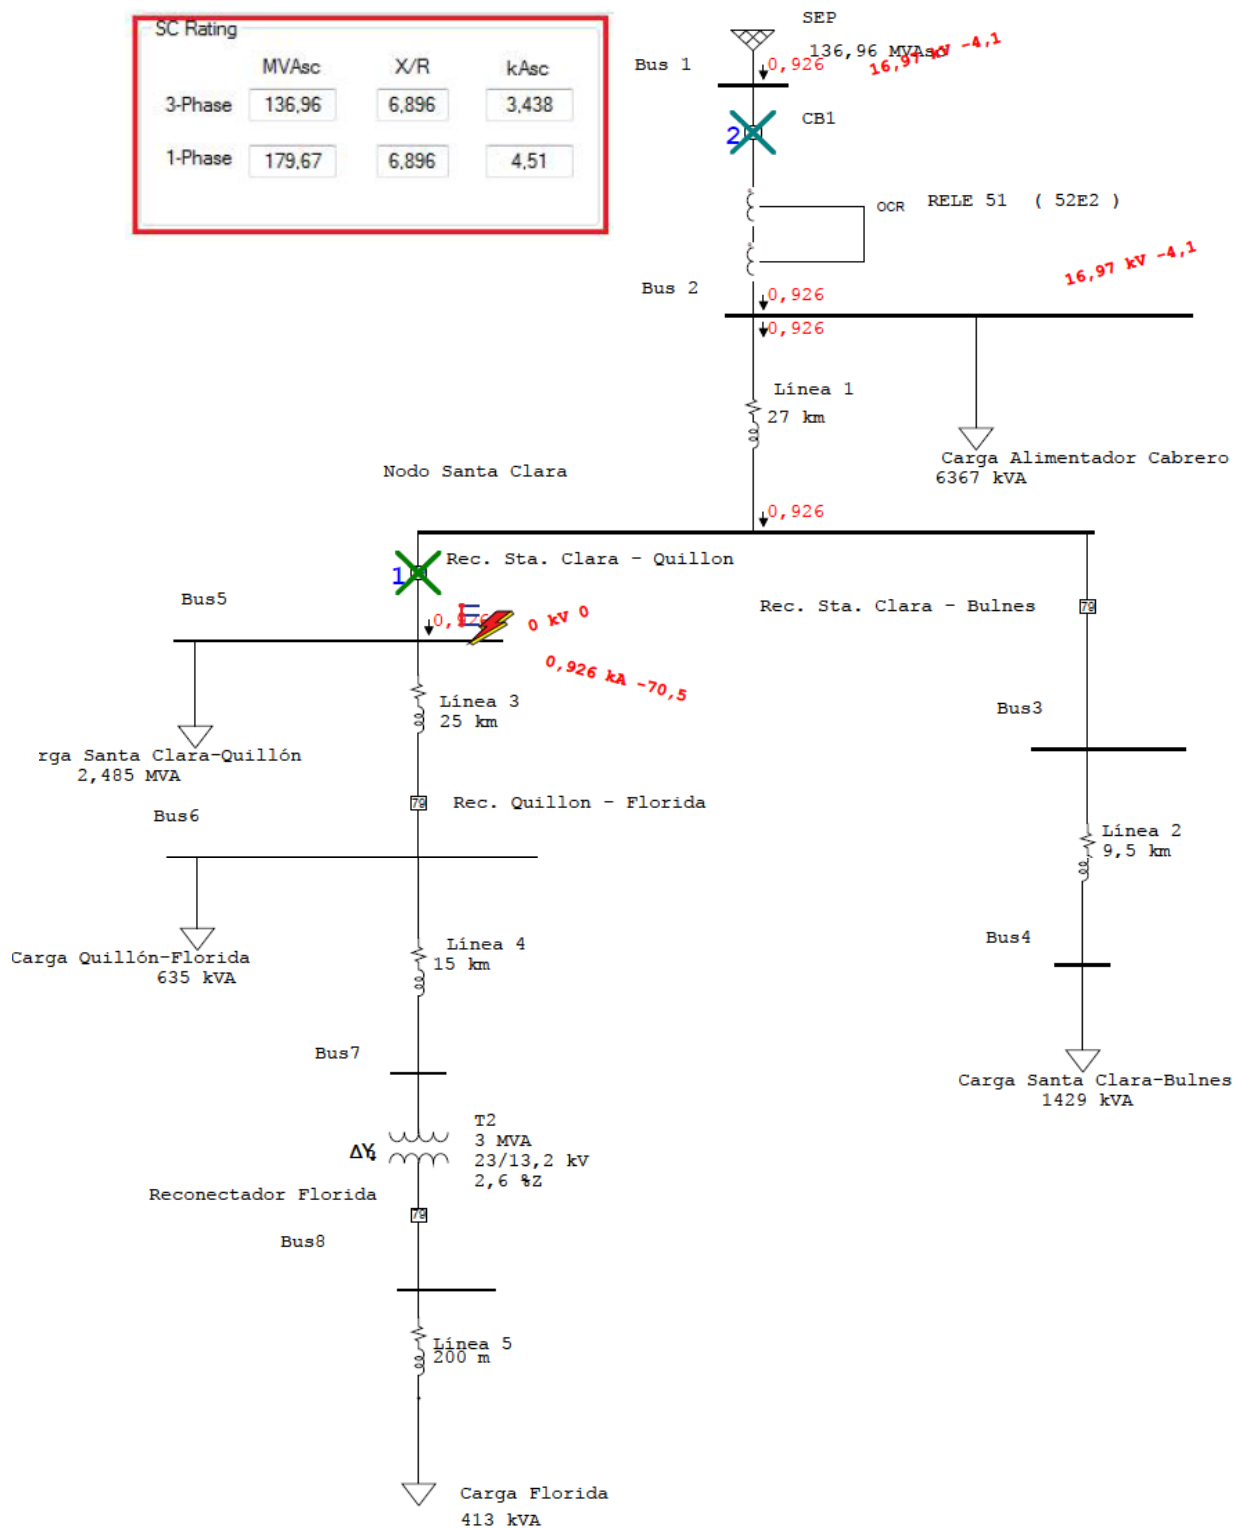 SC Rating
MVAsc X/R kAsc
3-Phase 136,96 6,896 3,438
1-Phase 179,67 6,896 4,51
SEP
136,96 MVAsc
Bus 1
0,926
16,97 kV -4,1
CB1
2
OCR RELE 51 ( 52E2 )
16,97 kV -4,1
Bus 2
0,926
0,926
Línea 1
27 km
Carga Alimentador Cabrero
6367 kVA
Nodo Santa Clara
0,926
Rec. Sta. Clara - Quillon
1
Rec. Sta. Clara - Bulnes
79
Bus5
0,926
0 kV 0
0,926 kA -70,5
Línea 3
25 km
Bus3
rga Santa Clara-Quillón
2,485 MVA
79
Rec. Quillon - Florida
Bus6
Línea 2
9,5 km
Línea 4
15 km
Bus4
Carga Quillón-Florida
635 kVA
Bus7
Carga Santa Clara-Bulnes
1429 kVA
T2
3 MVA
23/13,2 kV
2,6 %Z
ΔY
Reconectador Florida
79
Bus8
Línea 5
200 m
Carga Florida
413 kVA